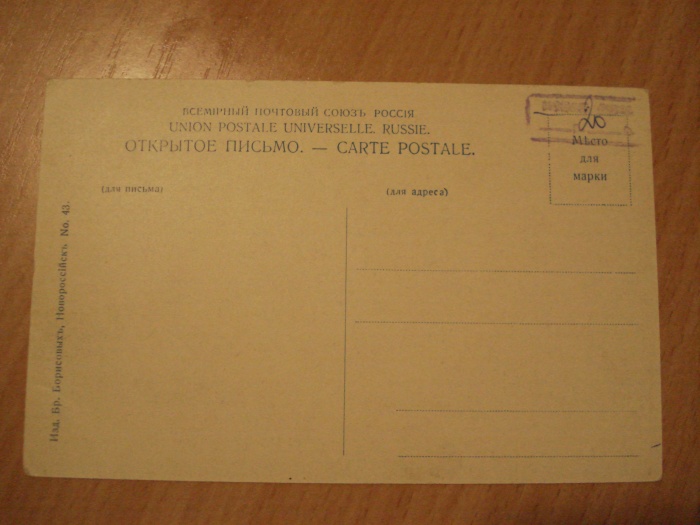 ВСЕМІРНЫЙ ПОЧТОВЫЙ СОЮЗЪ РОССІЯ
UNION POSTALE UNIVERSELLE. RUSSIE.
ОТКРЫТОЕ ПИСЬМО. — CARTE POSTALE.
20
Мѣсто
для
марки
(для письма)
(для адреса)
Изд. Бр. Борисовыхъ, Новороссійскъ No. 43.